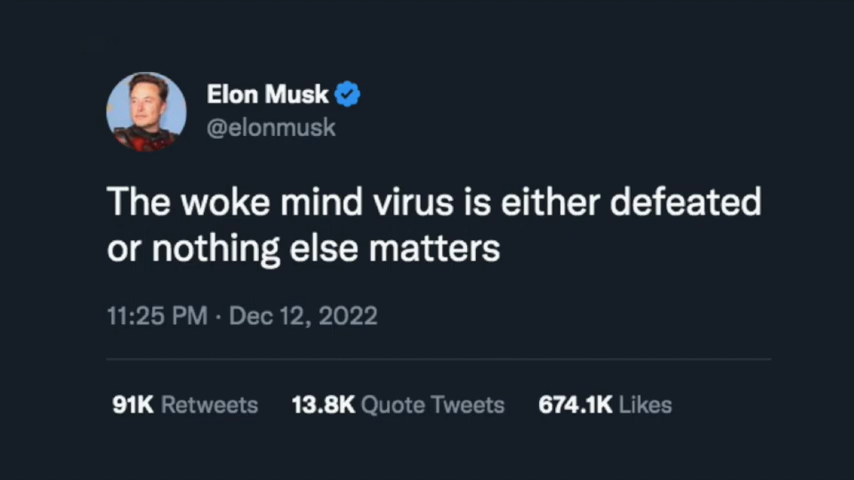 Elon Musk
@elonmusk
The woke mind virus is either defeated
or nothing else matters
11:25 PM · Dec 12, 2022
91K Retweets 13.8K Quote Tweets 674.1K Likes